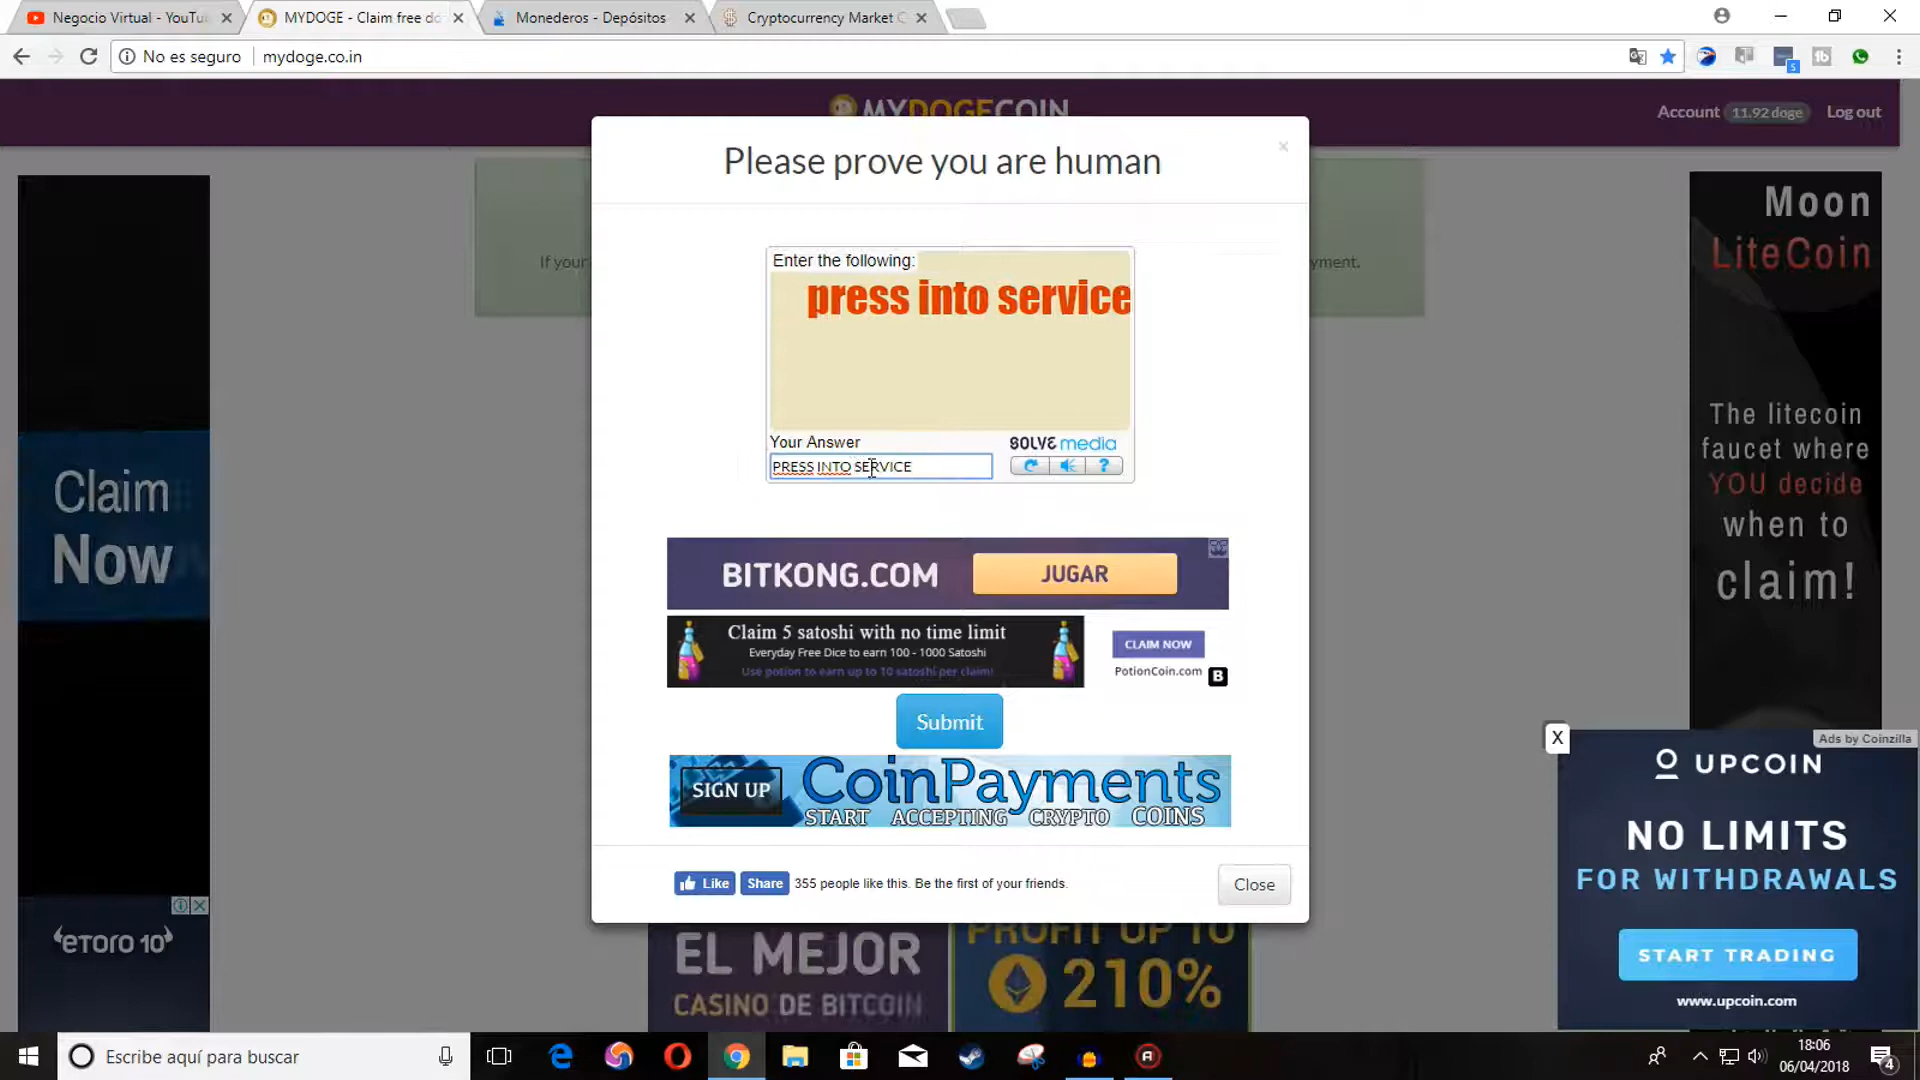 Negocio Virtual - YouTu
MYDOGE - Claim free do
Monederos - Depósitos
Cryptocurrency Market C
No es seguro
mydoge.co.in
MYDOGECOIN
Account 11.92 doge Log out
Please prove you are human
If your
yment.
Enter the following:
press into service
Your Answer
SOLVE media
PRESS INTO SERVICE
?
Claim
Now
eToro 10
Moon
LiteCoin
The litecoin
faucet where
YOU decide
when to
claim!
BITKONG.COM JUGAR
Claim 5 satoshi with no time limit
Everyday Free Dice to earn 100 - 1000 Satoshi
Use potion to earn up to 10 satoshi per claim!
CLAIM NOW
PotionCoin.com B
Submit
SIGN UP CoinPayments
START ACCEPTING CRYPTO COINS
Like Share 355 people like this. Be the first of your friends.
Close
EL MEJOR
CASINO DE BITCOIN
PROFIT UP TO
210%
X
Ads by Coinzilla
UPCOIN
NO LIMITS
FOR WITHDRAWALS
START TRADING
www.upcoin.com
Escribe aquí para buscar
18:06
06/04/2018
4